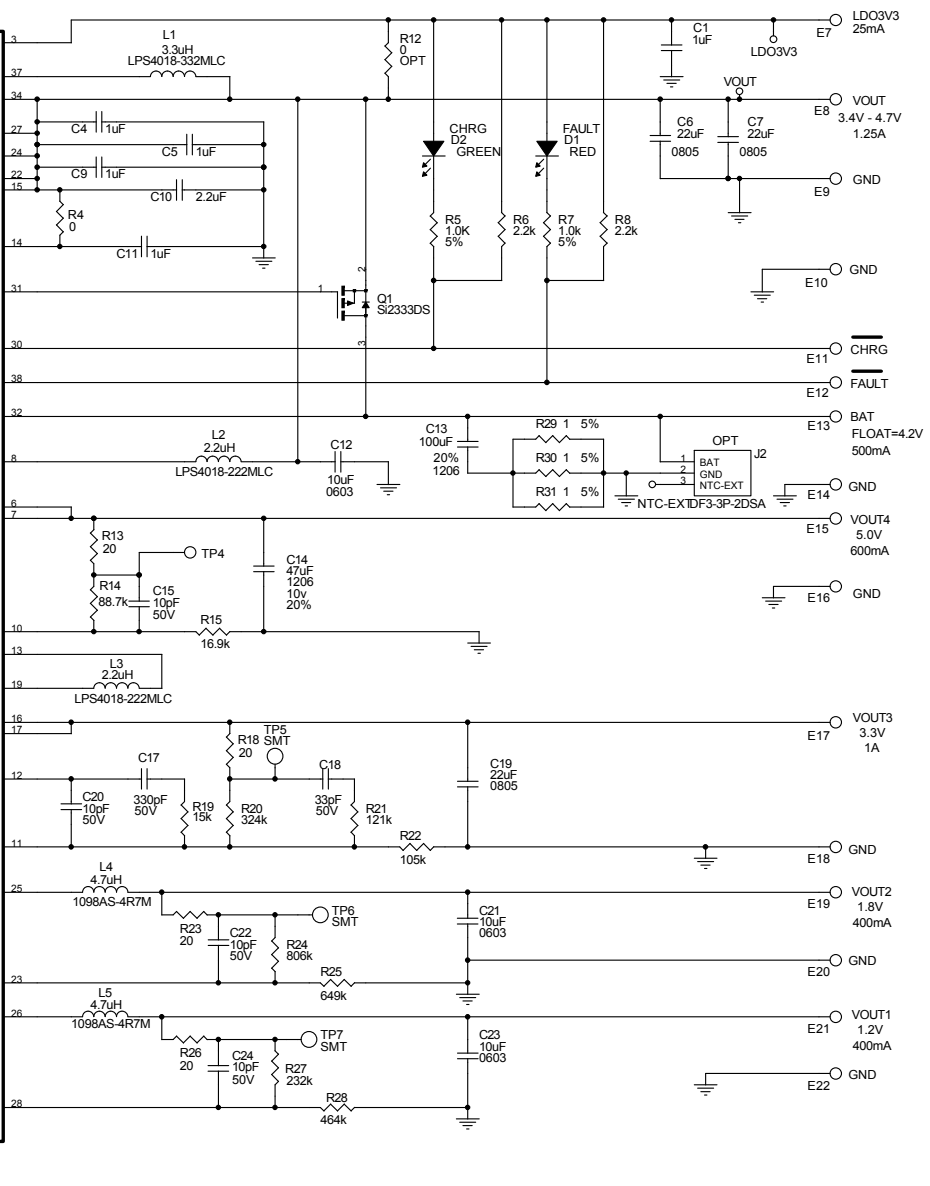 3
L1
3.3uH
LPS4018-332MLC
R12
0
OPT
C1
1uF
LDO3V3
E7
LDO3V3
25mA
37
34
VOUT
E8
VOUT
3.4V - 4.7V
1.25A
27
C4
1uF
C5
1uF
24
C9
1uF
22
15
C10
2.2uF
R4
0
14
C11
1uF
CHRG
D2
GREEN
FAULT
D1
RED
C6
22uF
0805
C7
22uF
0805
E9
GND
R5
1.0K
5%
R6
2.2k
R7
1.0k
5%
R8
2.2k
E10
GND
31
1
2
3
Q1
Si2333DS
30
E11
CHRG
38
E12
FAULT
32
E13
BAT
FLOAT=4.2V
500mA
8
L2
2.2uH
LPS4018-222MLC
C12
10uF
0603
C13
100uF
20%
1206
R29 1 5%
R30 1 5%
R31 1 5%
OPT
J2
1 BAT
2 GND
3 NTC-EXT
NTC-EXT
DF3-3P-2DSA
E14
GND
6
7
E15
VOUT4
5.0V
600mA
R13
20
TP4
R14
88.7k
C15
10pF
50V
C14
47uF
1206
10v
20%
E16
GND
10
R15
16.9k
13
L3
2.2uH
19
LPS4018-222MLC
16
17
E17
VOUT3
3.3V
1A
R18
20
TP5
SMT
12
C17
330pF
50V
C18
33pF
50V
C19
22uF
0805
C20
10pF
50V
R19
15k
R20
324k
R21
121k
11
R22
105k
E18
GND
25
L4
4.7uH
1098AS-4R7M
E19
VOUT2
1.8V
400mA
R23
20
TP6
SMT
C22
10pF
50V
R24
806k
C21
10uF
0603
E20
GND
23
R25
649k
26
L5
4.7uH
1098AS-4R7M
E21
VOUT1
1.2V
400mA
R26
20
TP7
SMT
C24
10pF
50V
R27
232k
C23
10uF
0603
E22
GND
28
R28
464k